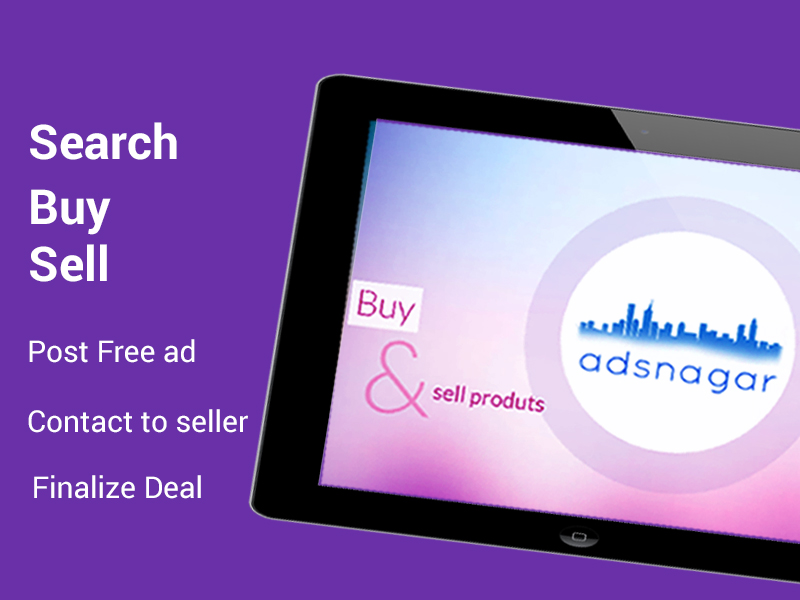 Search
Buy
Sell
Post Free ad
Contact to seller
Finalize Deal
Buy
&
sell produts
adsnagar